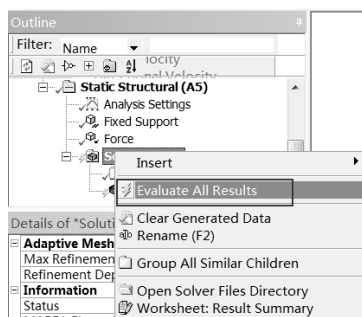 Outline
Filter: Name
Static Structural (A5)
Analysis Settings
Fixed Support
Force
Insert
Evaluate All Results
Clear Generated Data
Rename (F2)
Group All Similar Children
Open Solver Files Directory
Worksheet: Result Summary
Details of "Soluti
Adaptive Mesh
Max Refinemen
Refinement Dep
Information
Status